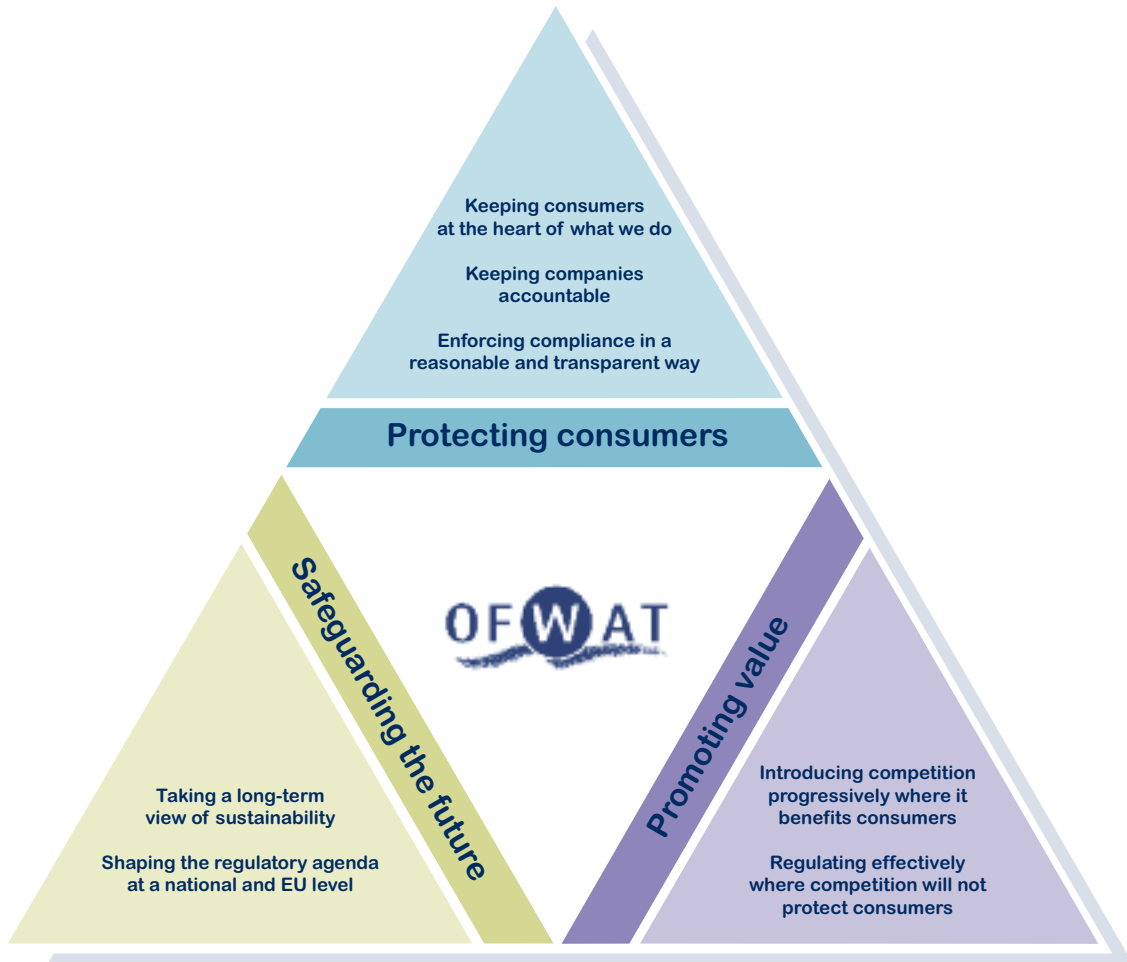 Keeping consumers
at the heart of what we do
Keeping companies
accountable
Enforcing compliance in a
reasonable and transparent way
Protecting consumers
Safeguarding the future
OFWAT
Promoting value
Taking a long-term
view of sustainability
Shaping the regulatory agenda
at a national and EU level
Introducing competition
progressively where it
benefits consumers
Regulating effectively
where competition will not
protect consumers